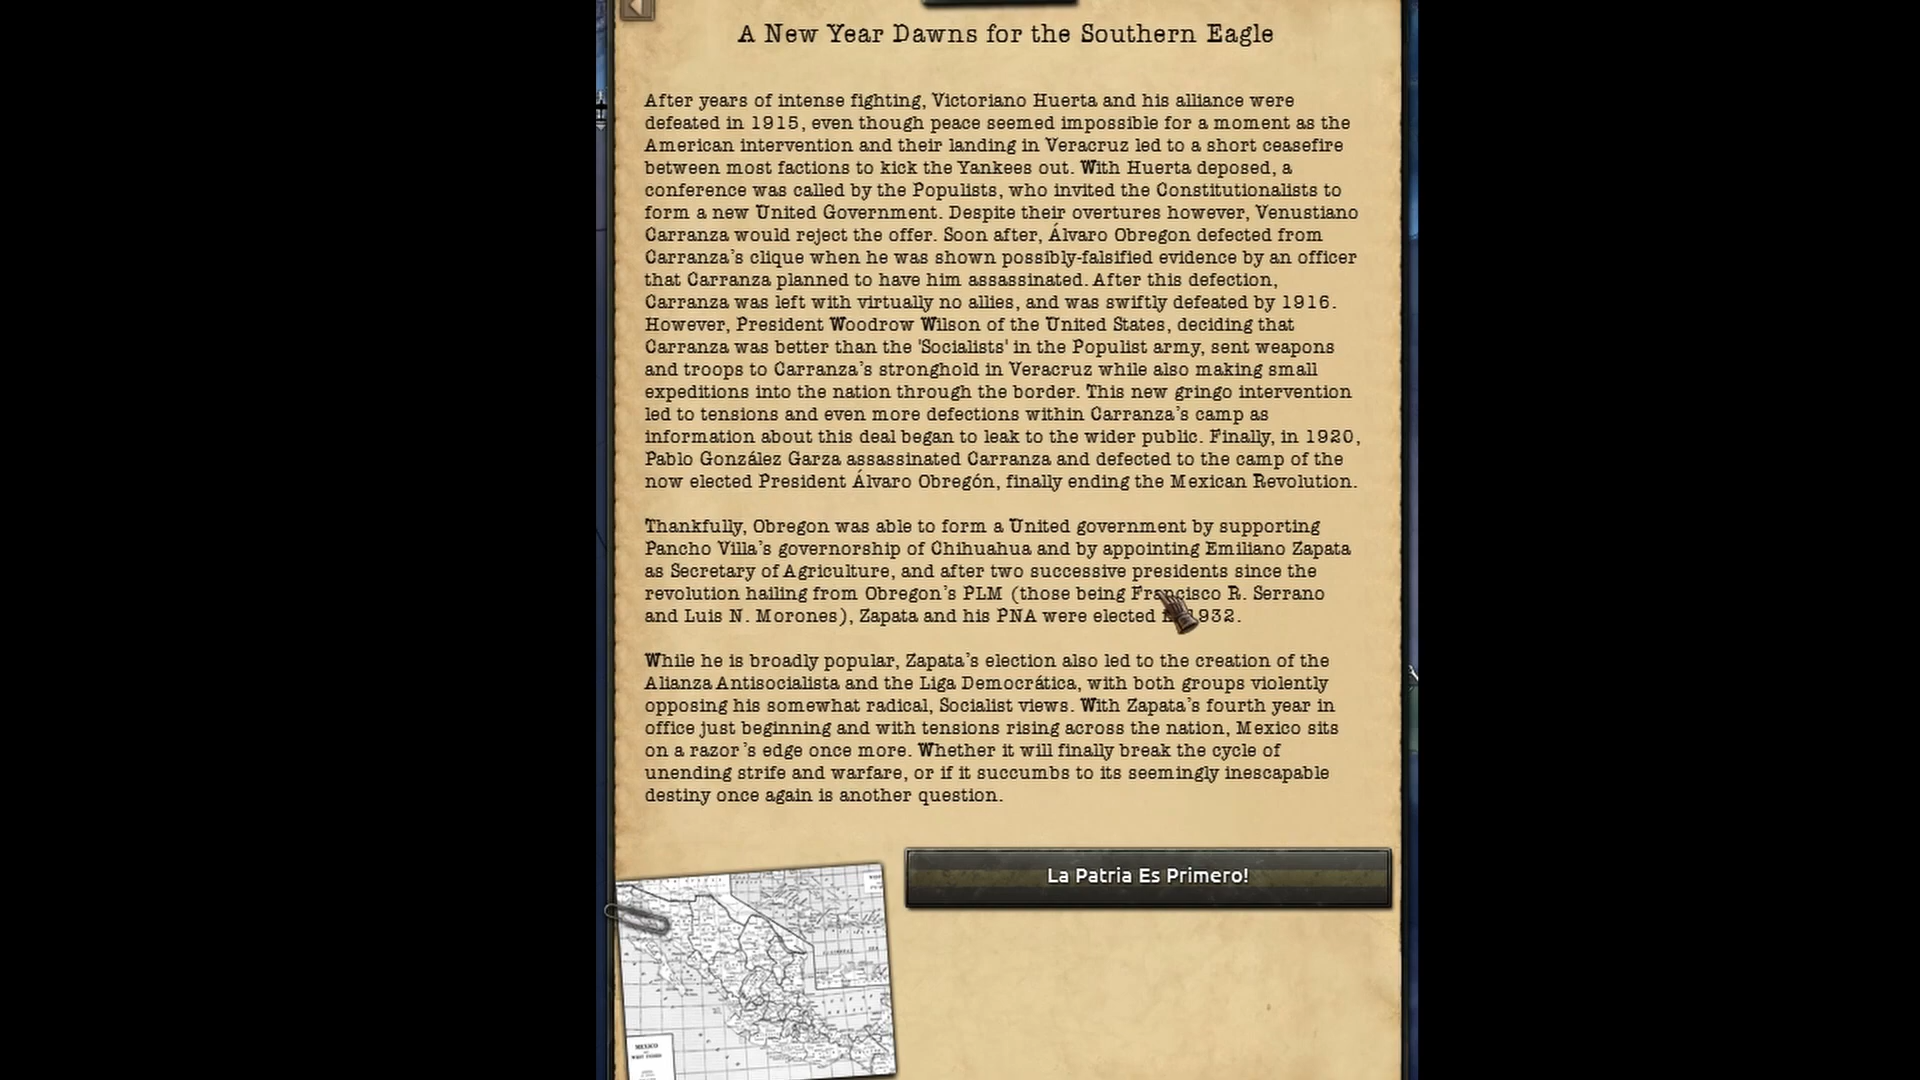 A New Year Dawns for the Southern Eagle
After years of intense fighting, Victoriano Huerta and his alliance were
defeated in 1915, even though peace seemed impossible for a moment as the
American intervention and their landing in Veracruz led to a short ceasefire
between most factions to kick the Yankees out. With Huerta deposed, a
conference was called by the Populists, who invited the Constitutionalists to
form a new United Government. Despite their overtures however, Venustiano
Carranza would reject the offer. Soon after, Álvaro Obregon defected from
Carranza's clique when he was shown possibly-falsified evidence by an officer
that Carranza planned to have him assassinated. After this defection,
Carranza was left with virtually no allies, and was swiftly defeated by 1916.
However, President Woodrow Wilson of the United States, deciding that
Carranza was better than the 'Socialists' in the Populist army, sent weapons
and troops to Carranza's stronghold in Veracruz while also making small
expeditions into the nation through the border. This new gringo intervention
led to tensions and even more defections within Carranza's camp as
information about this deal began to leak to the wider public. Finally, in 1920,
Pablo González Garza assassinated Carranza and defected to the camp of the
now elected President Álvaro Obregón, finally ending the Mexican Revolution.
Thankfully, Obregon was able to form a United government by supporting
Pancho Villa's governorship of Chihuahua and by appointing Emiliano Zapata
as Secretary of Agriculture, and after two successive presidents since the
revolution hailing from Obregon's PLM (those being Francisco R. Serrano
and Luis N. Morones), Zapata and his PNA were elected 1932.
While he is broadly popular, Zapata's election also led to the creation of the
Alianza Antisocialista and the Liga Democrática, with both groups violently
opposing his somewhat radical, Socialist views. With Zapata's fourth year in
office just beginning and with tensions rising across the nation, Mexico sits
on a razor's edge once more. Whether it will finally break the cycle of
unending strife and warfare, or if it succumbs to its seemingly inescapable
destiny once again is another question.
La Patria Es Primero!
MEXICO